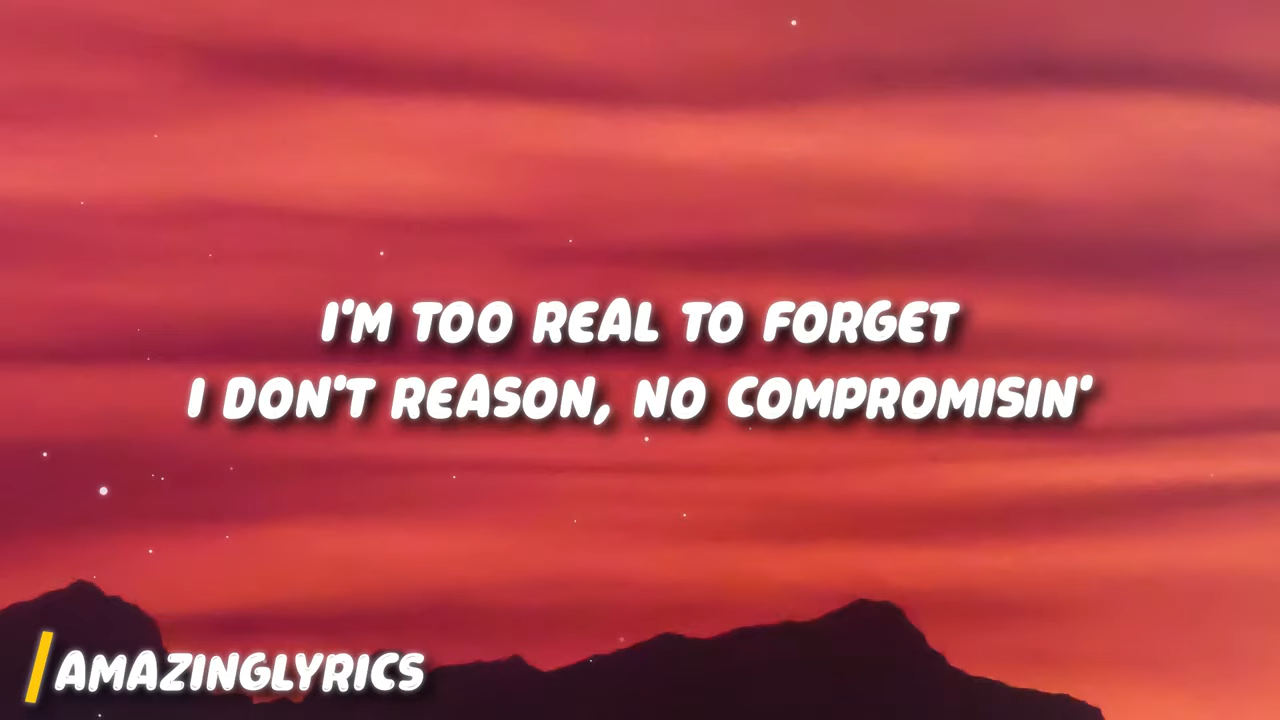 I'M TOO REAL TO FORGET
I DON'T REASON, NO COMPROMISIN'
AMAZINGLYRICS